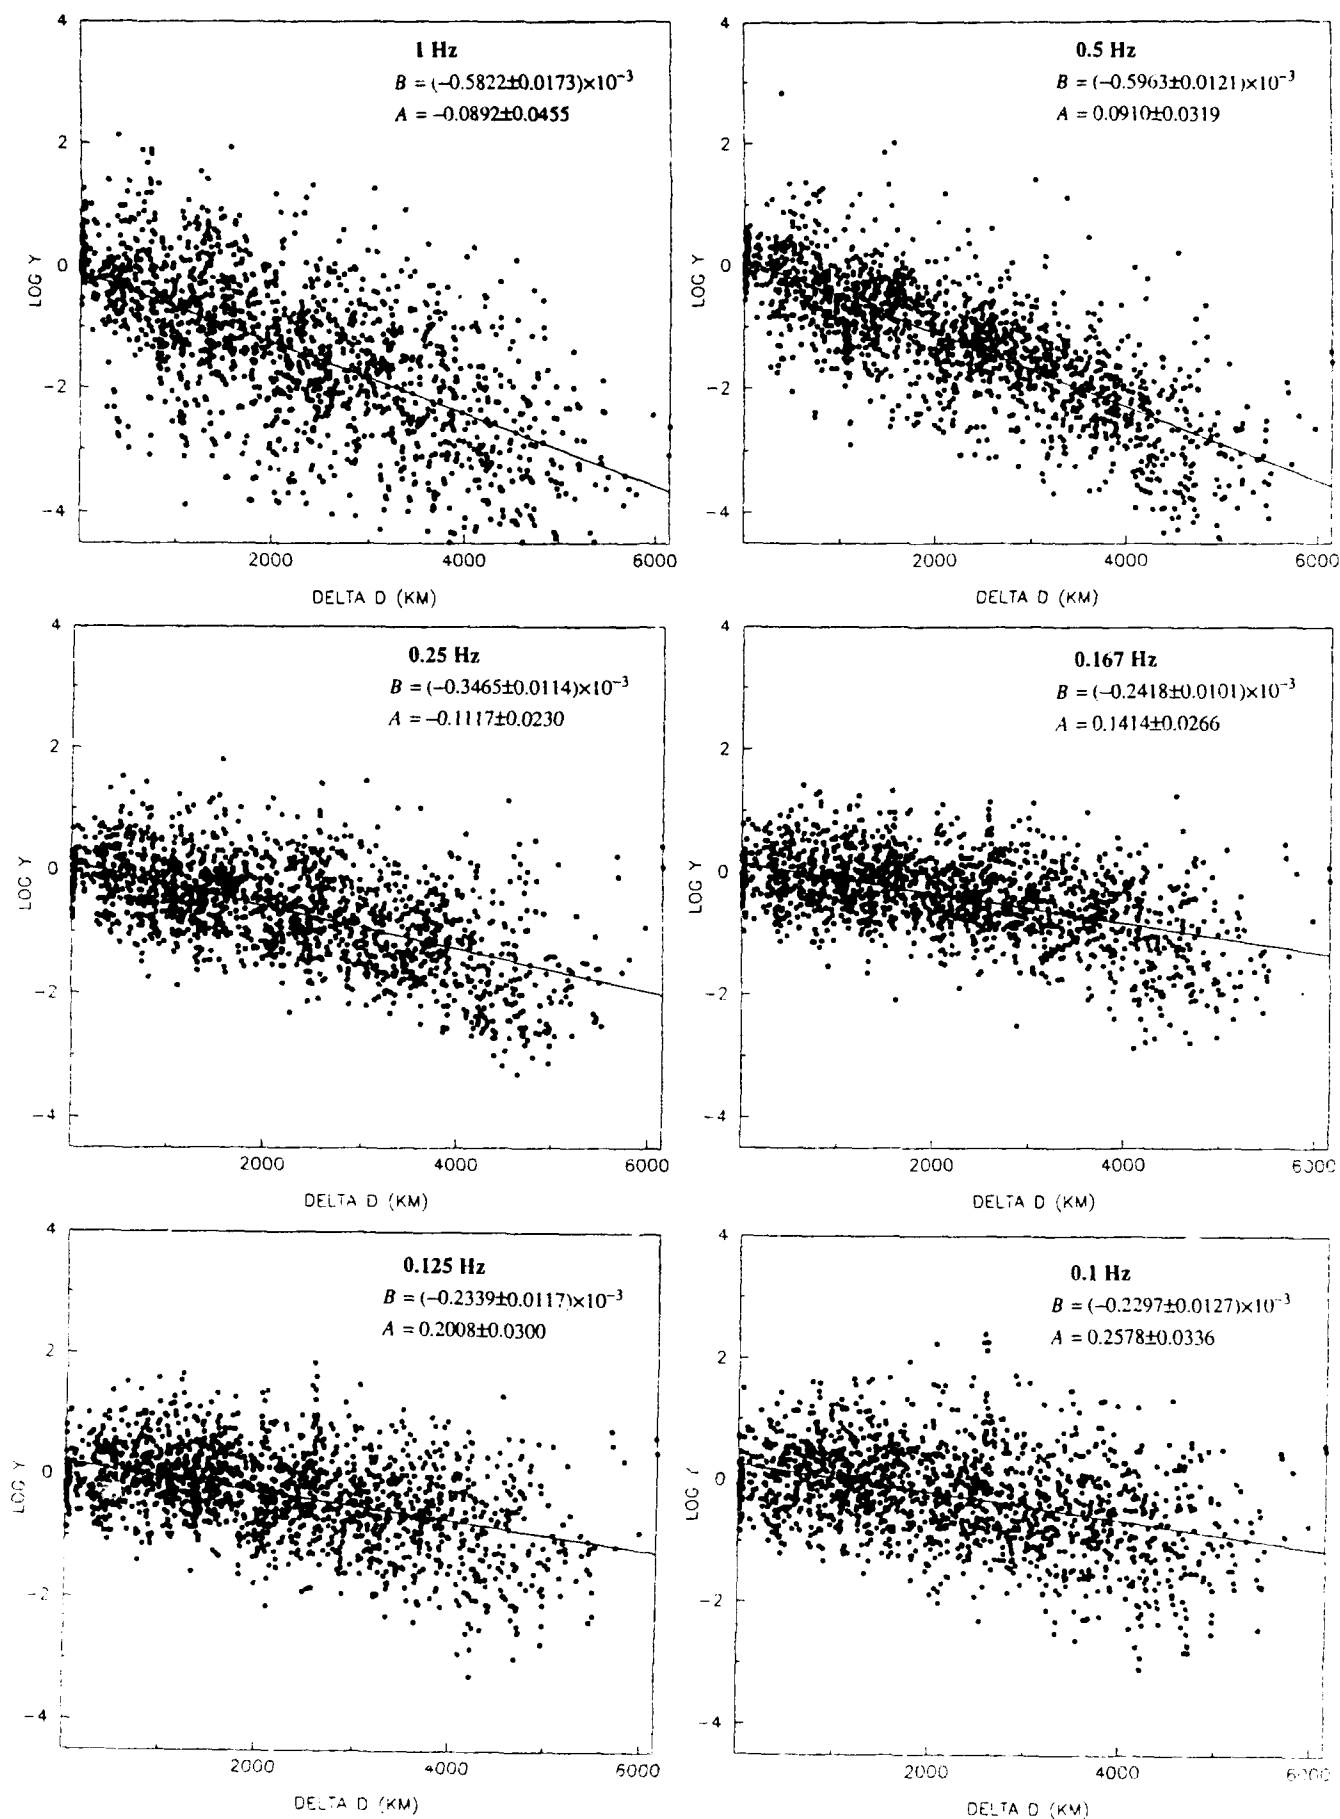 1 Hz
B = (−0.5822±0.0173)×10−3
A = −0.0892±0.0455
4
2
0
−2
−4
LOG Y
2000 4000 6000
DELTA D (KM)
0.5 Hz
B = (−0.5963±0.0121)×10−3
A = 0.0910±0.0319
4
2
0
−2
−4
LOG Y
2000 4000 6000
DELTA D (KM)
0.25 Hz
B = (−0.3465±0.0114)×10−3
A = −0.1117±0.0230
4
2
0
−2
−4
LOG Y
2000 4000 6000
DELTA D (KM)
0.167 Hz
B = (−0.2418±0.0101)×10−3
A = 0.1414±0.0266
4
2
0
−2
−4
LOG Y
2000 4000 6000
DELTA D (KM)
0.125 Hz
B = (−0.2339±0.0117)×10−3
A = 0.2008±0.0300
4
2
0
−2
−4
LOG Y
2000 4000 6000
DELTA D (KM)
0.1 Hz
B = (−0.2297±0.0127)×10−3
A = 0.2578±0.0336
4
2
0
−2
−4
LOG Y
2000 4000 6000
DELTA D (KM)